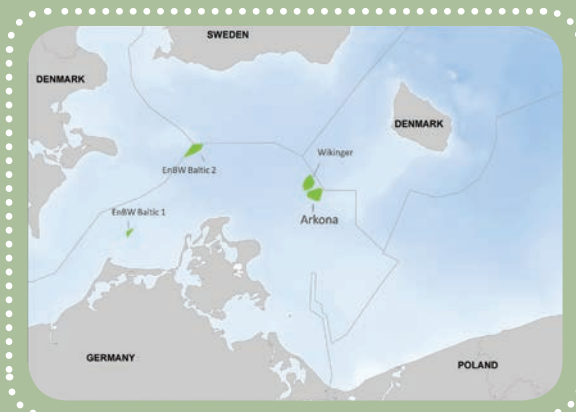 SWEDEN
DENMARK
DENMARK
Wikinger
EnBW Baltic 2
EnBW Baltic 1
Arkona
GERMANY
POLAND